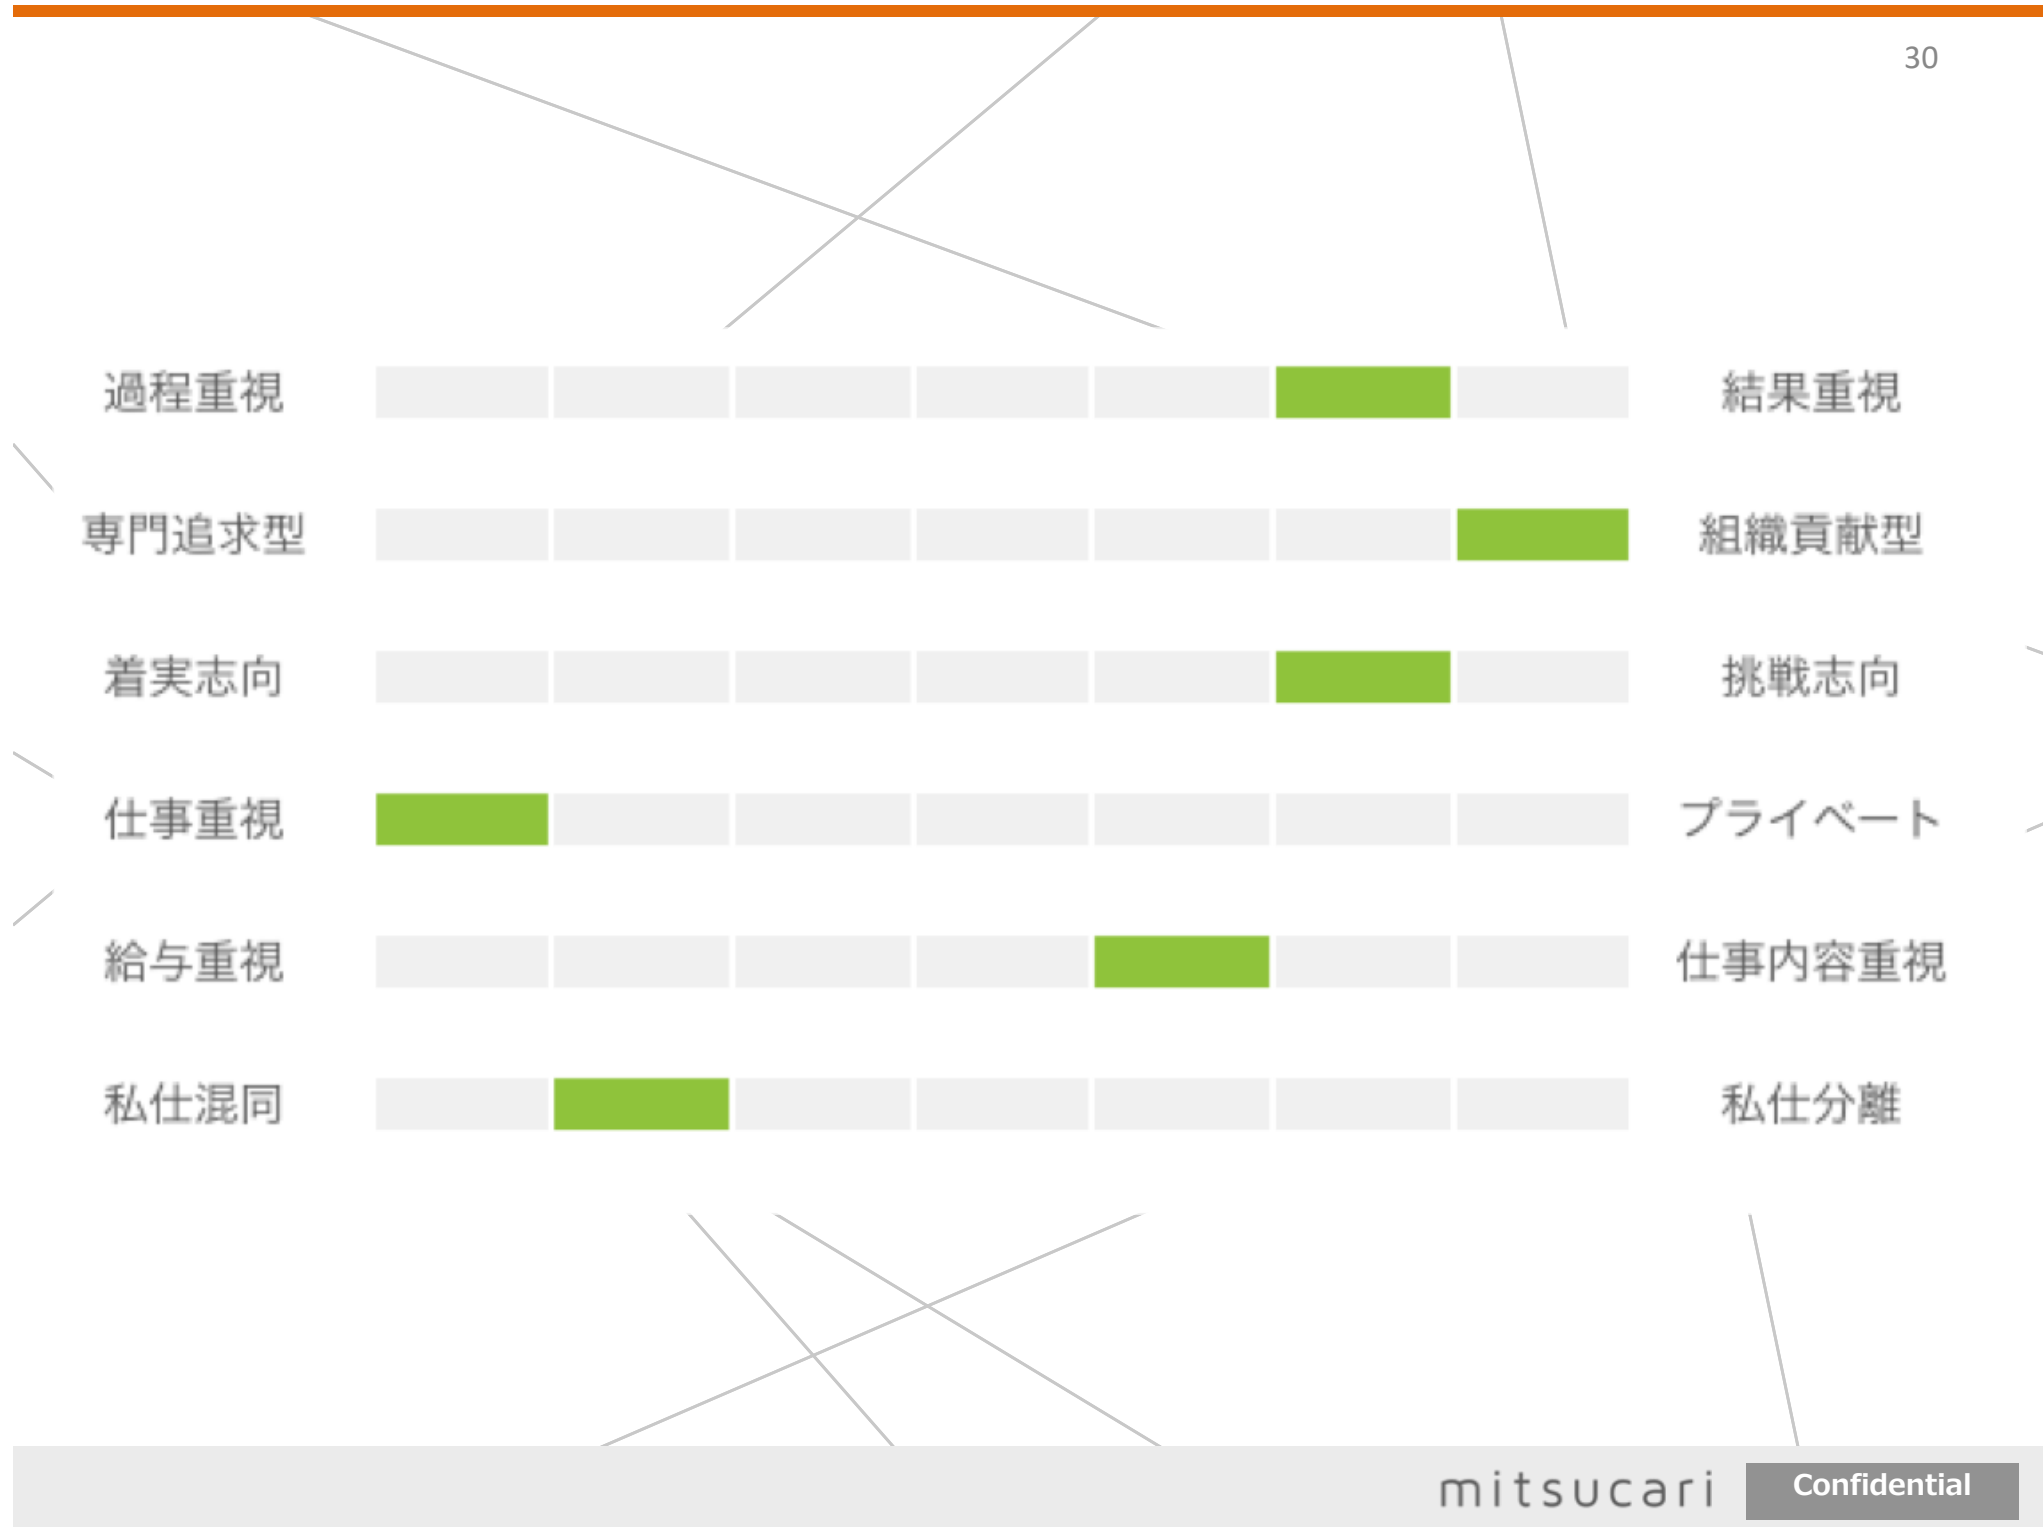 30
過程重視 結果重視
専門追求型 組織貢献型
着実志向 挑戦志向
仕事重視 プライベート
給与重視 仕事内容重視
私仕混同 私仕分離
mitsucari Confidential